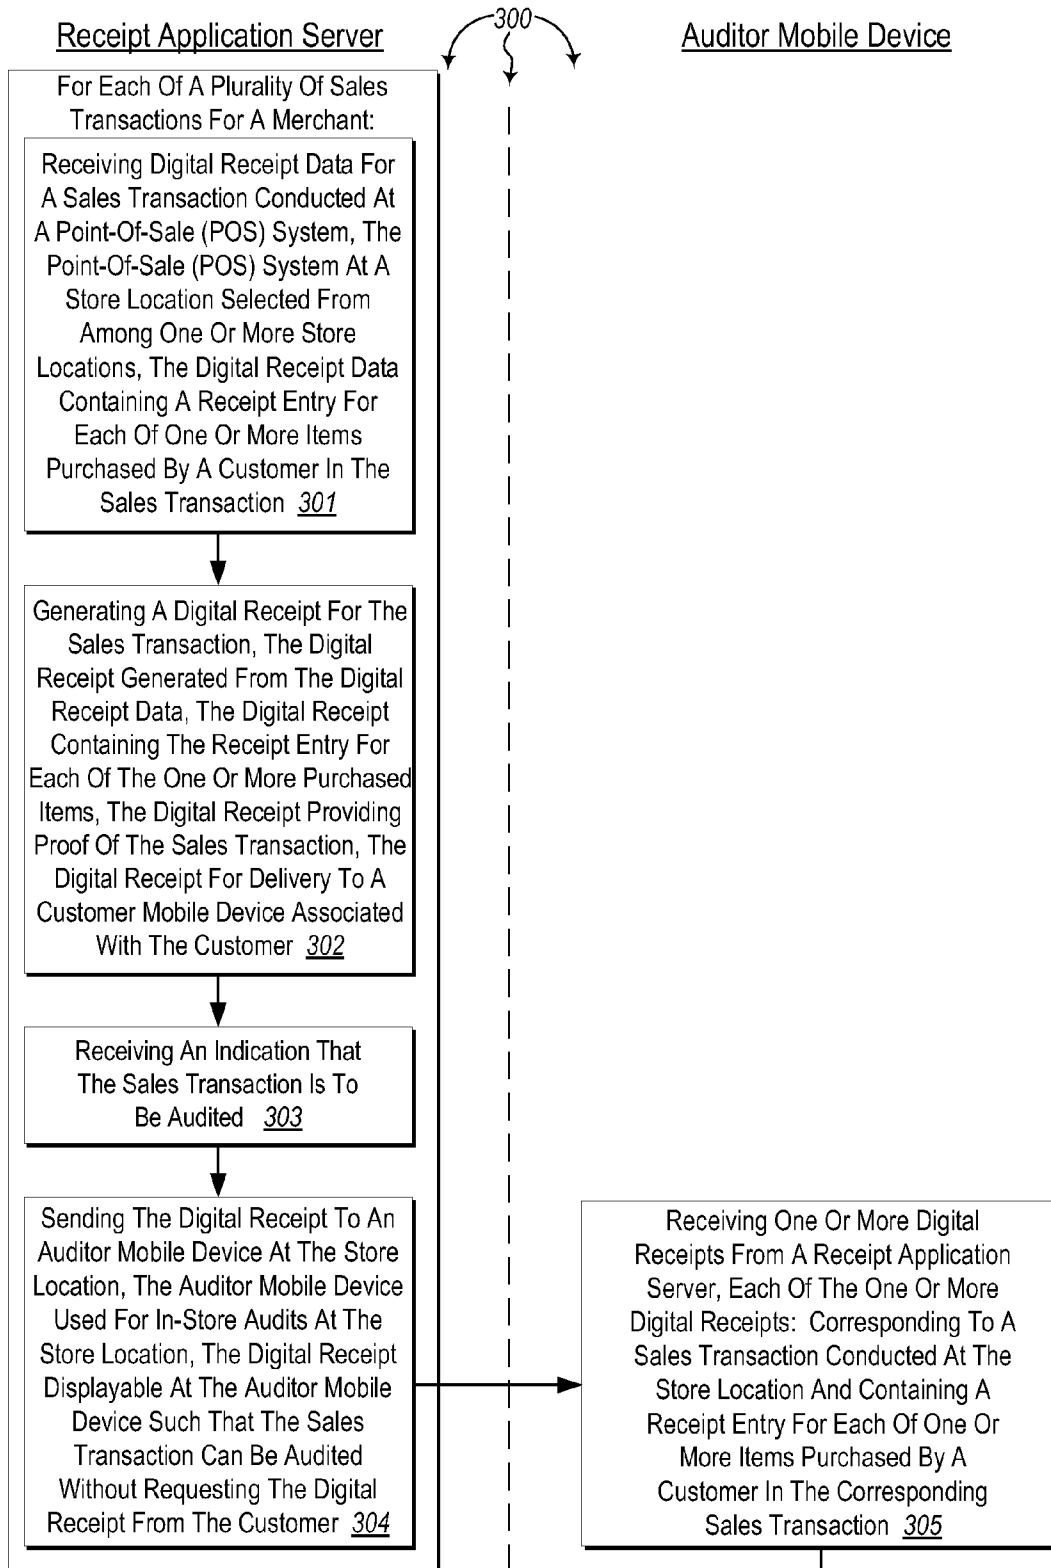 Receipt Application Server
300
Auditor Mobile Device
For Each Of A Plurality Of Sales
Transactions For A Merchant:
Receiving Digital Receipt Data For
A Sales Transaction Conducted At
A Point-Of-Sale (POS) System, The
Point-Of-Sale (POS) System At A
Store Location Selected From
Among One Or More Store
Locations, The Digital Receipt Data
Containing A Receipt Entry For
Each Of One Or More Items
Purchased By A Customer In The
Sales Transaction 301
Generating A Digital Receipt For The
Sales Transaction, The Digital
Receipt Generated From The Digital
Receipt Data, The Digital Receipt
Containing The Receipt Entry For
Each Of The One Or More Purchased
Items, The Digital Receipt Providing
Proof Of The Sales Transaction, The
Digital Receipt For Delivery To A
Customer Mobile Device Associated
With The Customer 302
Receiving An Indication That
The Sales Transaction Is To
Be Audited 303
Sending The Digital Receipt To An
Auditor Mobile Device At The Store
Location, The Auditor Mobile Device
Used For In-Store Audits At The
Store Location, The Digital Receipt
Displayable At The Auditor Mobile
Device Such That The Sales
Transaction Can Be Audited
Without Requesting The Digital
Receipt From The Customer 304
Receiving One Or More Digital
Receipts From A Receipt Application
Server, Each Of The One Or More
Digital Receipts: Corresponding To A
Sales Transaction Conducted At The
Store Location And Containing A
Receipt Entry For Each Of One Or
More Items Purchased By A
Customer In The Corresponding
Sales Transaction 305